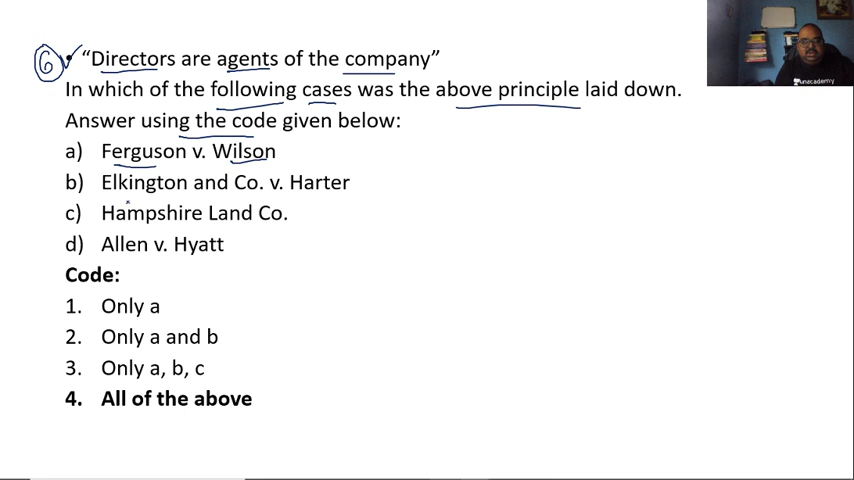 6 "Directors are agents of the company"
In which of the following cases was the above principle laid down.
Answer using the code given below:
a) Ferguson v. Wilson
b) Elkington and Co. v. Harter
c) Hampshire Land Co.
d) Allen v. Hyatt
Code:
1. Only a
2. Only a and b
3. Only a, b, c
4. All of the above
unacademy